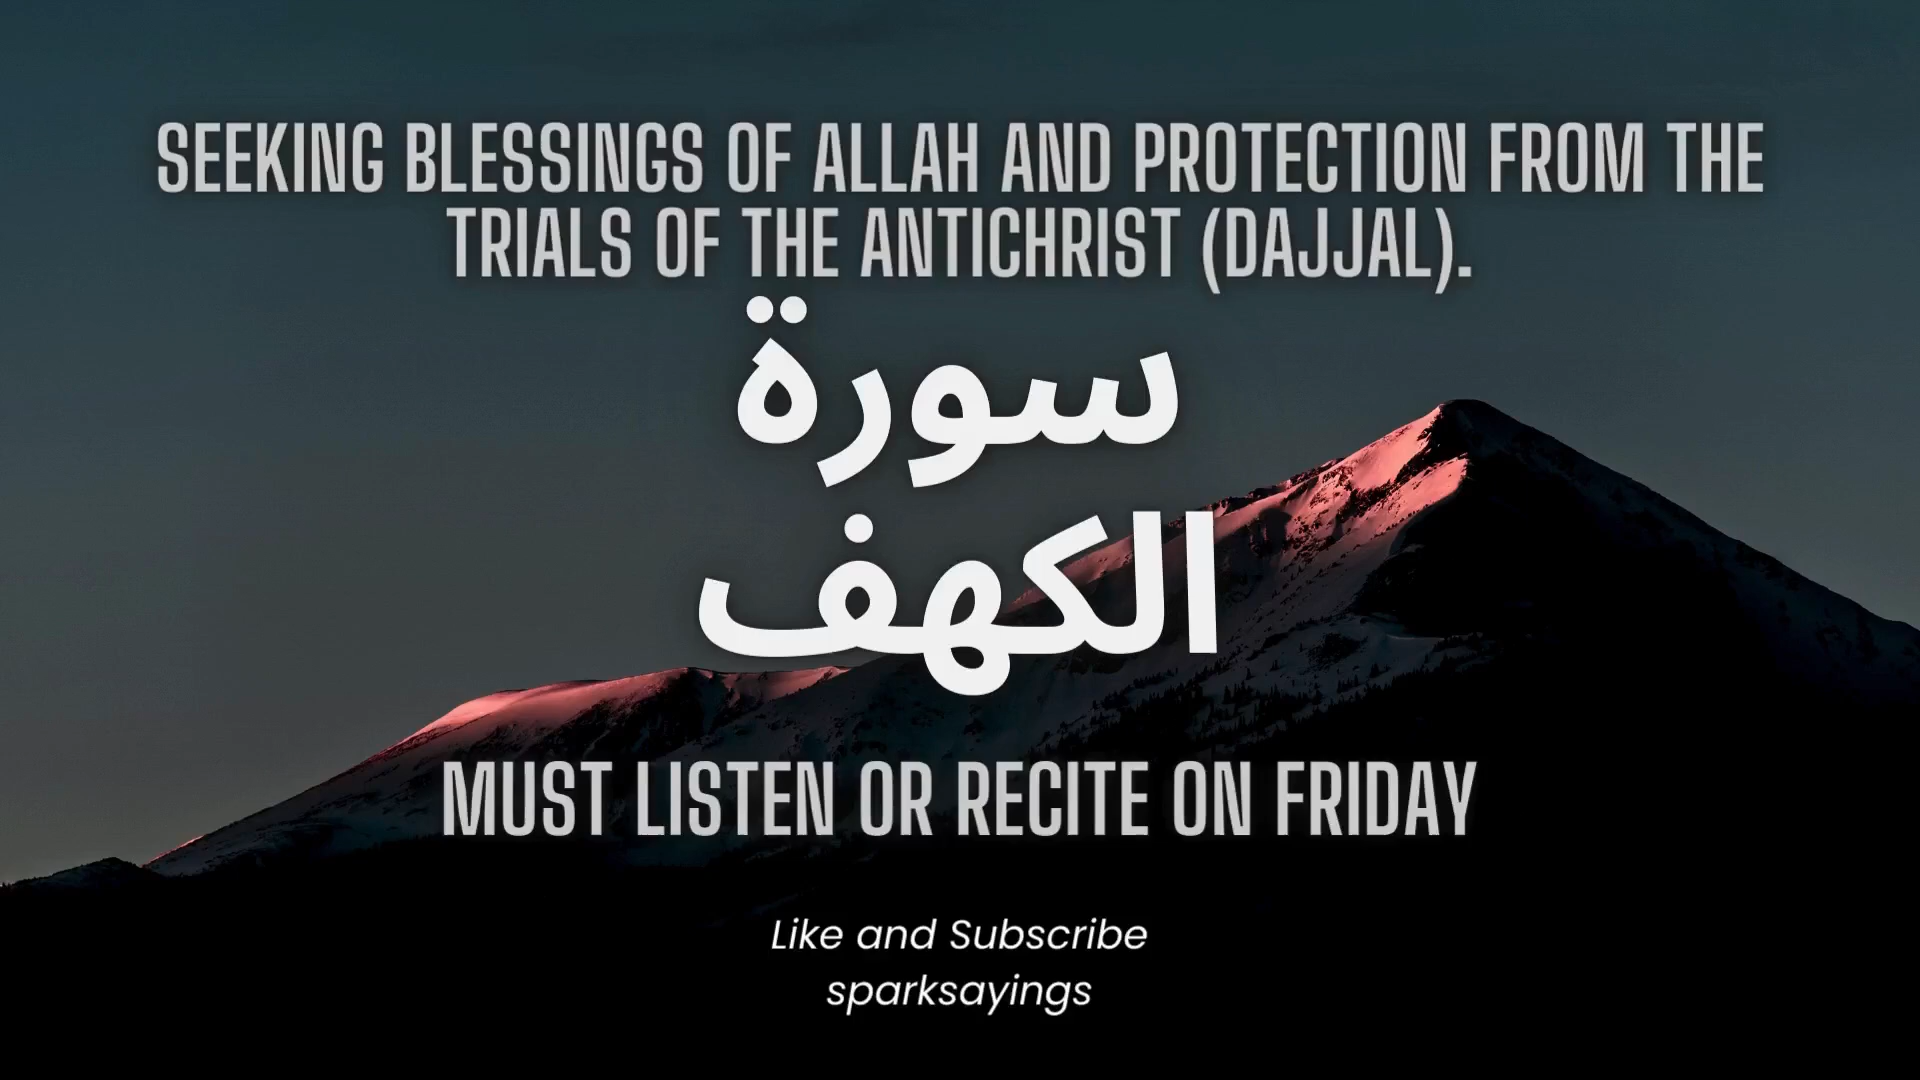 SEEKING BLESSINGS OF ALLAH AND PROTECTION FROM THE
TRIALS OF THE ANTICHRIST (DAJJAL).
سورة
الكهف
MUST LISTEN OR RECITE ON FRIDAY
Like and Subscribe
sparksayings